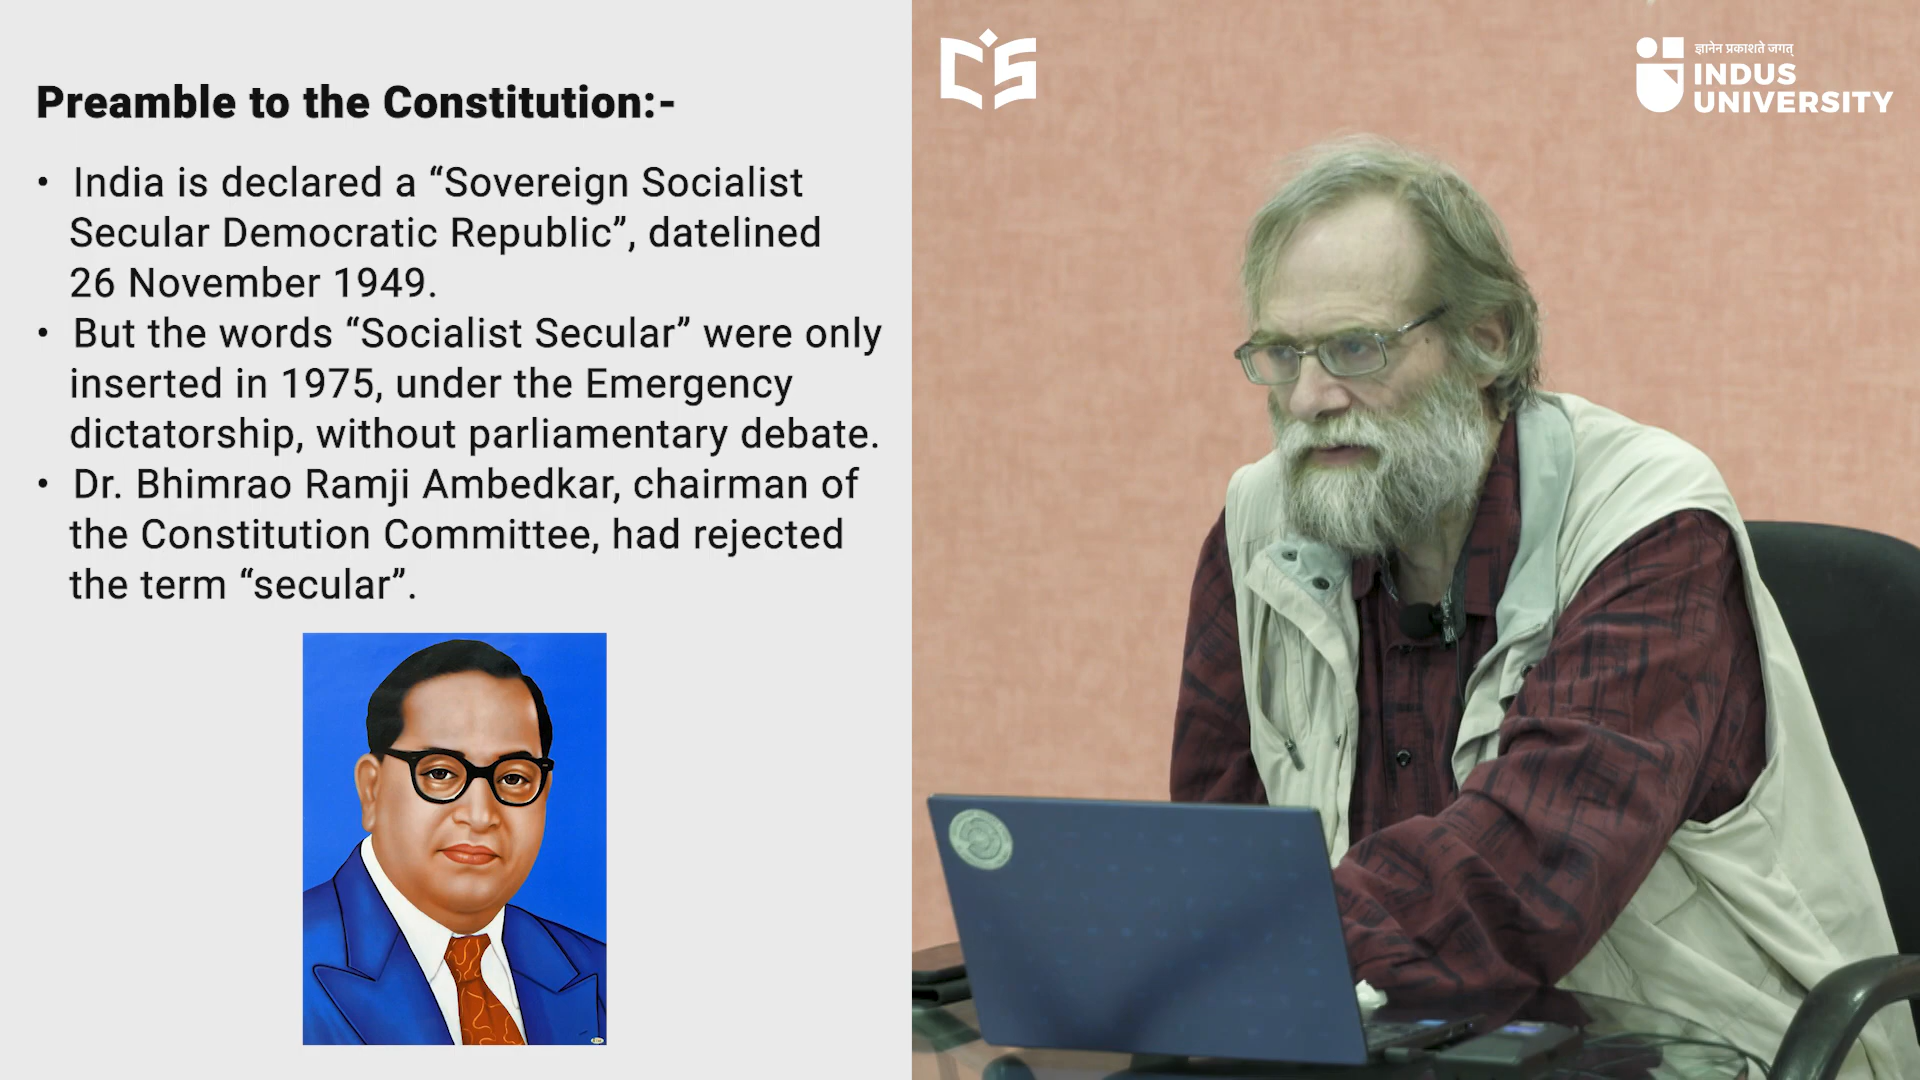 Preamble to the Constitution:-
• India is declared a “Sovereign Socialist
Secular Democratic Republic”, datelined
26 November 1949.
• But the words “Socialist Secular” were only
inserted in 1975, under the Emergency
dictatorship, without parliamentary debate.
• Dr. Bhimrao Ramji Ambedkar, chairman of
the Constitution Committee, had rejected
the term “secular”.
CIS
ज्ञानेन प्रकाशते जगत्
INDUS
UNIVERSITY